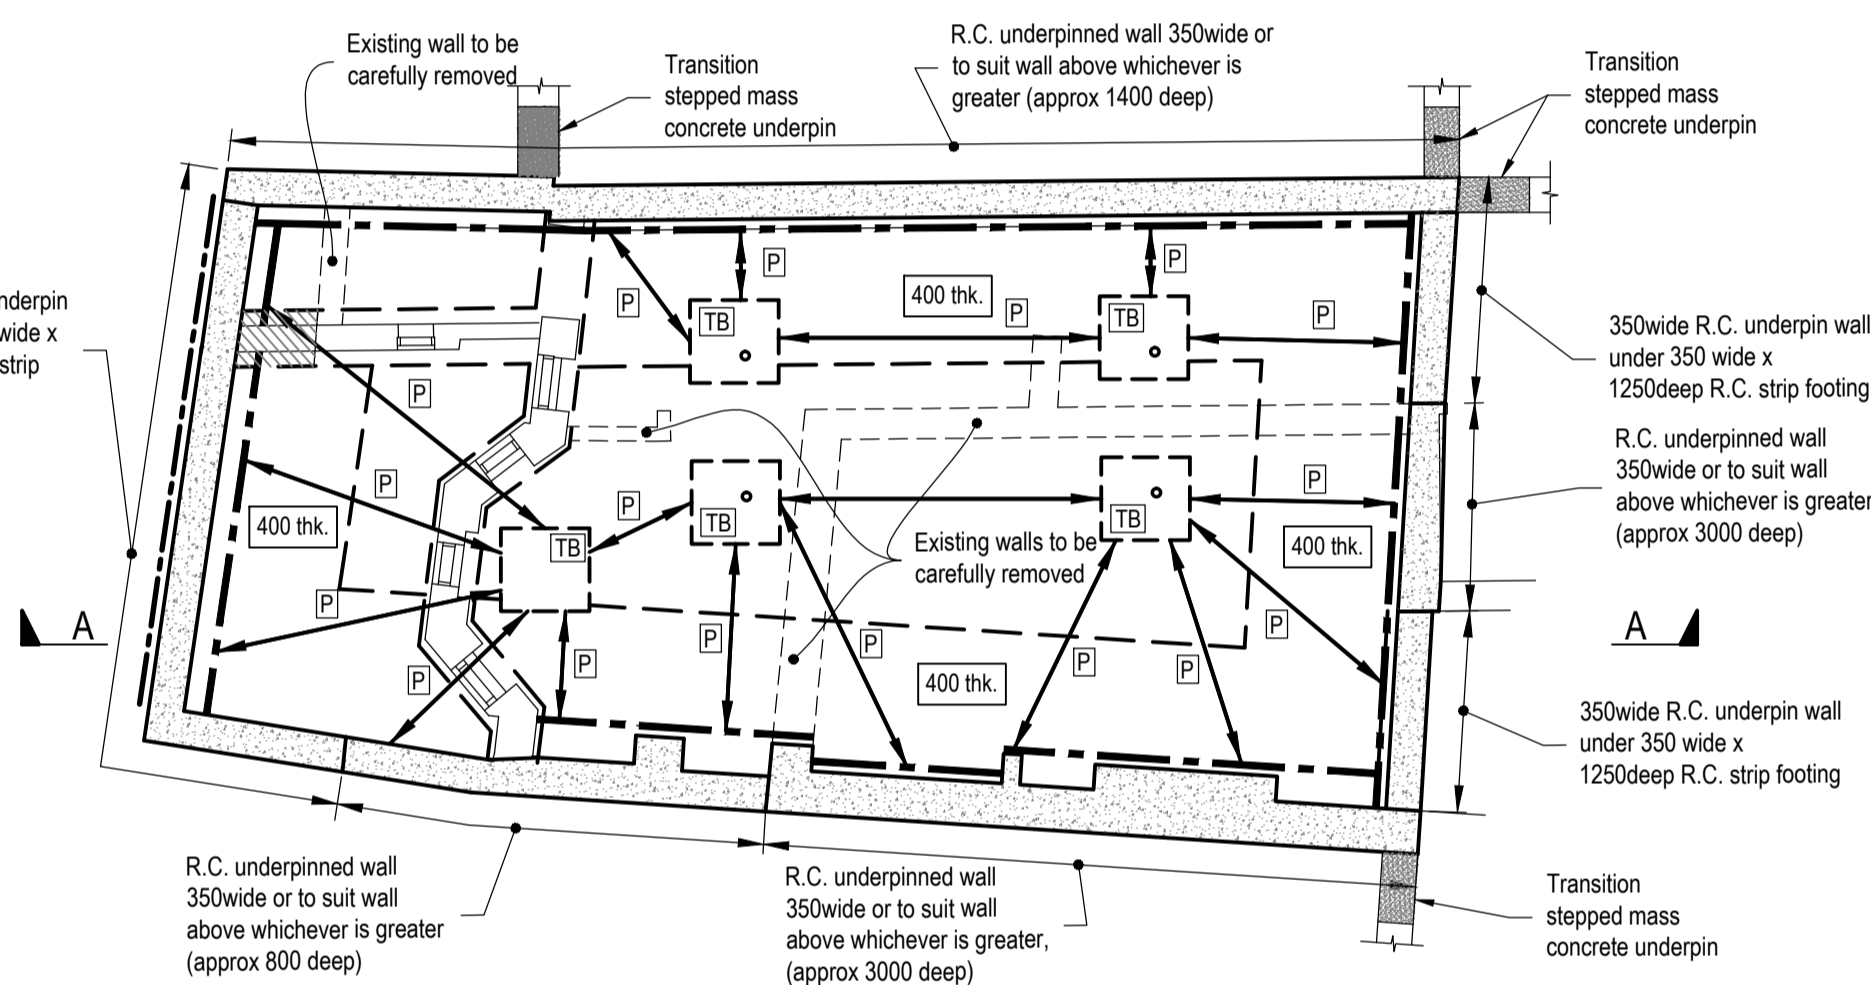 Existing wall to be
carefully removed
Transition
stepped mass
concrete underpin
R.C. underpinned wall 350wide or
to suit wall above whichever is
greater (approx 1400 deep)
Transition
stepped mass
concrete underpin
nderpin
wide x
strip
P
P
P
400 thk.
P
P
TB
TB
P
350wide R.C. underpin wall
under 350 wide x
1250deep R.C. strip footing
R.C. underpinned wall
350wide or to suit wall
above whichever is greater
(approx 3000 deep)
P
P
P
400 thk.
TB
TB
TB
P
400 thk.
Existing walls to be
carefully removed
P
P
P
P
P
P
P
P
400 thk.
A
A
350wide R.C. underpin wall
under 350 wide x
1250deep R.C. strip footing
R.C. underpinned wall
350wide or to suit wall
above whichever is greater
(approx 800 deep)
R.C. underpinned wall
350wide or to suit wall
above whichever is greater,
(approx 3000 deep)
Transition
stepped mass
concrete underpin